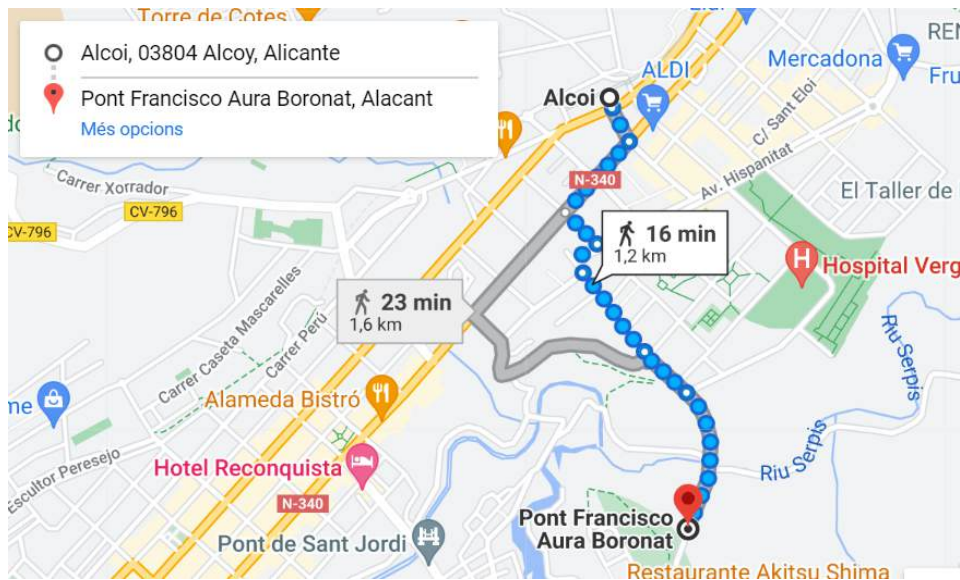 Torre de Cotes
Alcoi, 03804 Alcoy, Alicante
Pont Francisco Aura Boronat, Alacant
Més opcions
Mercadona
ALDI
Alcoi
C/ Sant Eloi
Av. Hispanitat
N-340
El Taller de
Carrer Xorrador
CV-796
CV-796
16 min
1,2 km
Hospital Verg
23 min
1,6 km
Carrer Caseta Mascarelles
Carrer Perú
Riu Serpis
Alameda Bistró
Escultor Peresejo
Hotel Reconquista
N-340
Riu Serpis
Pont de Sant Jordi
Pont Francisco
Aura Boronat
Restaurante Akitsu Shima